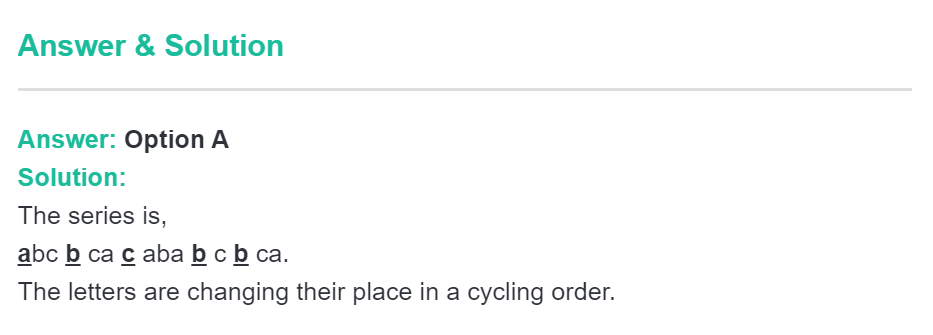 Answer & Solution
Answer: Option A
Solution:
The series is,
abc b ca c aba b c b ca.
The letters are changing their place in a cycling order.